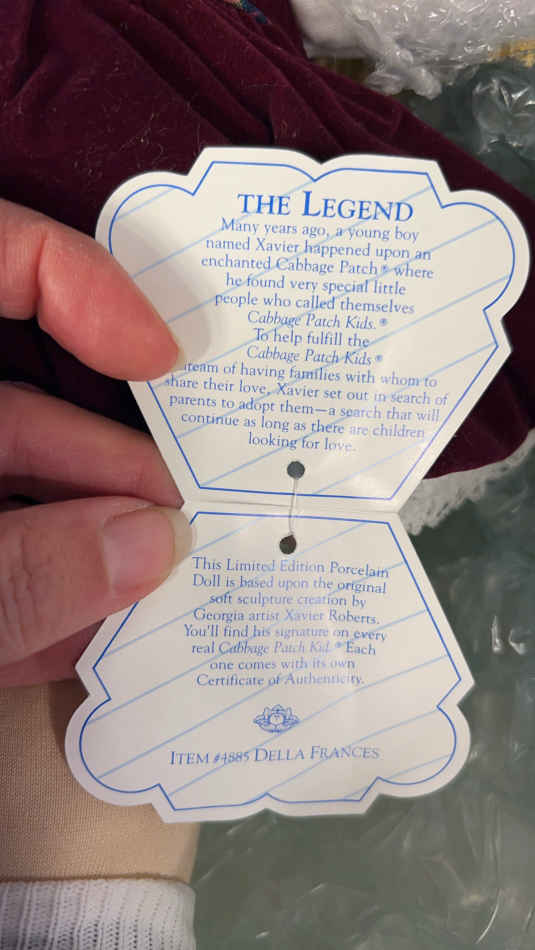 THE LEGEND
Many years ago, a young boy
named Xavier happened upon an
enchanted Cabbage Patch® where
he found very special little
people who called themselves
Cabbage Patch Kids.®
To help fulfill the
Cabbage Patch Kids®
dream of having families with whom to
share their love, Xavier set out in search of
parents to adopt them—a search that will
continue as long as there are children
looking for love.
This Limited Edition Porcelain
Doll is based upon the original
soft sculpture creation by
Georgia artist Xavier Roberts.
You'll find his signature on every
real Cabbage Patch Kid.® Each
one comes with its own
Certificate of Authenticity.
ITEM #4885 DELLA FRANCES